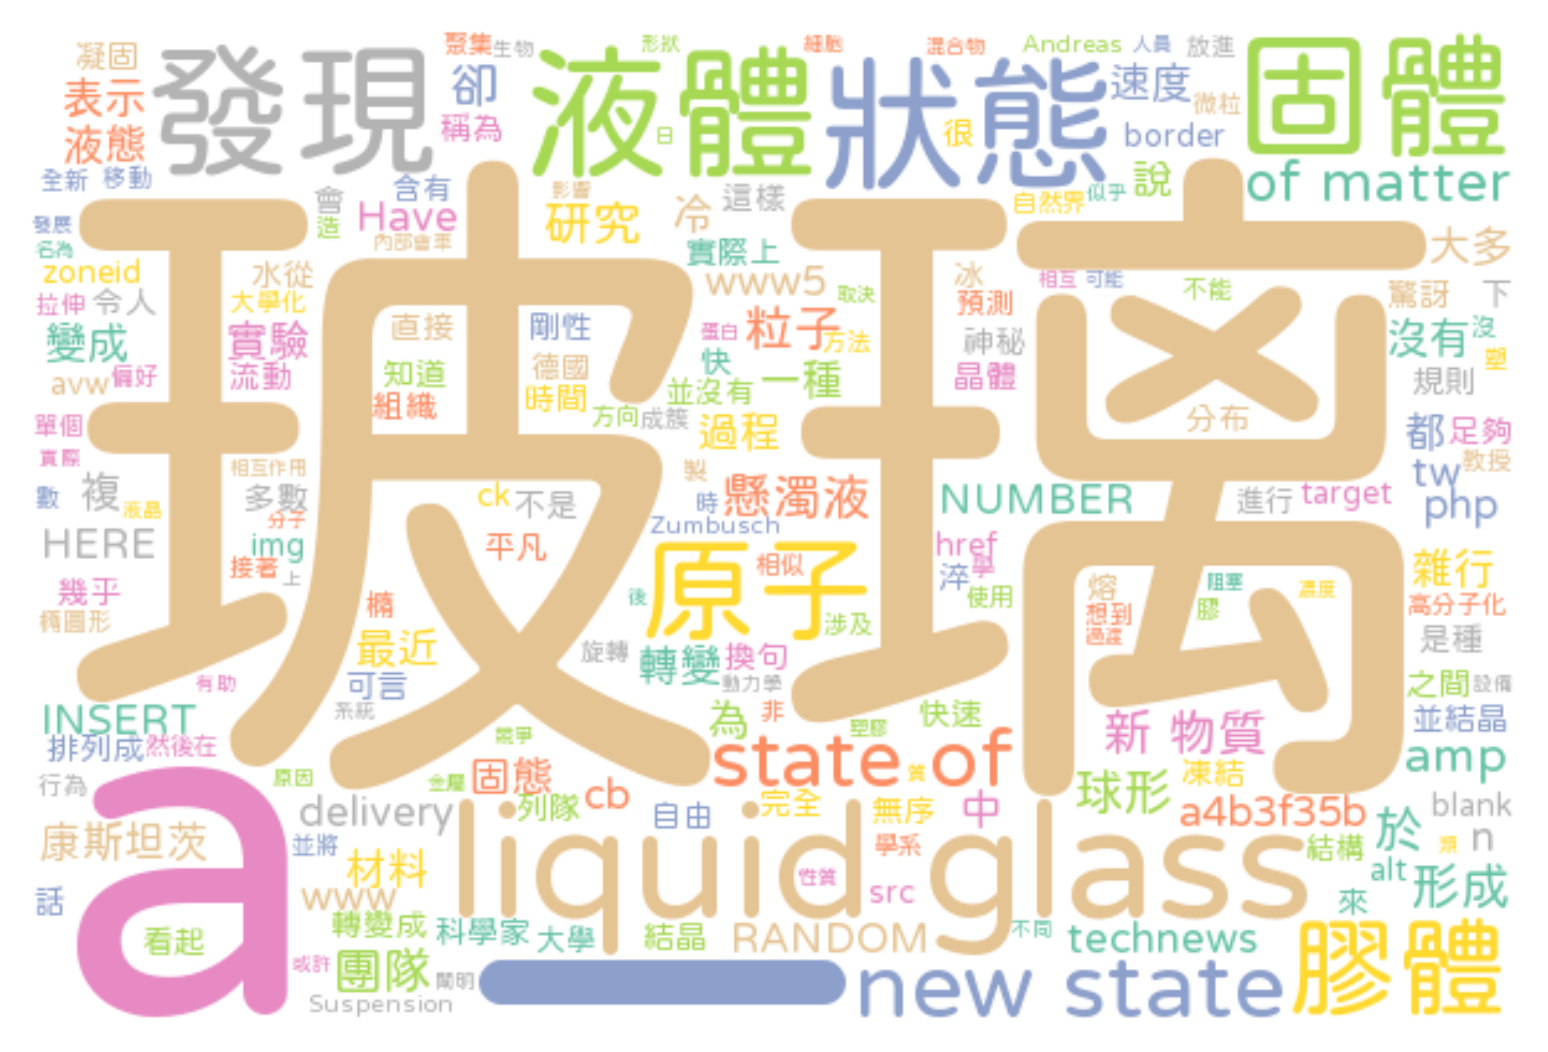 凝固 聚集 生物 形狀 細胞 混合物 Andreas 人員 放進
表示 發現 卻 液體 狀態 速度 微粒 固體
液態 稱為 日 很 border
全新 移動 含有 影響 說 of matter
發展 會 Have 研究 冷 這樣 自然界 似乎
名為 造 內部會率 實際上 大多
zoneid 水從 www5 冰 相互 可能
拉伸 令人 大學化 取決 預測 不能 驚訝 下
變成 實驗 直接 剛性 蛋白 粒子 方法 神秘 沒有 沒
avw 偏好 流動 知道 德國 快 一種 晶體 規則 塑
組織 時間 並沒有
單個 方向 成簇 過程 分布 都 足夠
實際 相互作用 製 tw 教授
數 複 液晶 多數 ck 不是 時 懸濁液 NUMBER 進行 target php
分子 Zumbusch
HERE img 平凡 href
接著 上 原子 相似 淬 學 熔 阻塞 濃度 雜行
幾乎 橢 後 使用 想到 膠 高分子化
橢圓形 最近 涉及 過渡 是種
玻璃
旋轉 轉變 換句
有助 可言 動力學 之間 設備
INSERT 系統 為 非 快速 並結晶
排列成 然後在 競爭 塑膠 新 物質
state of
行為 原因 金屬 固態 質 球形 凍結 amp
a delivery 列隊 cb 自由 完全 無序 中 a4b3f35b blank
康斯坦茨 並將 liquid glass 學系 結構 於 類 n
材料 性質 alt
話 www src 來 形成
看起 轉變成 科學家 大學 結晶 RANDOM 不同 technews
或許 團隊 闡明 new state 膠體
Suspension